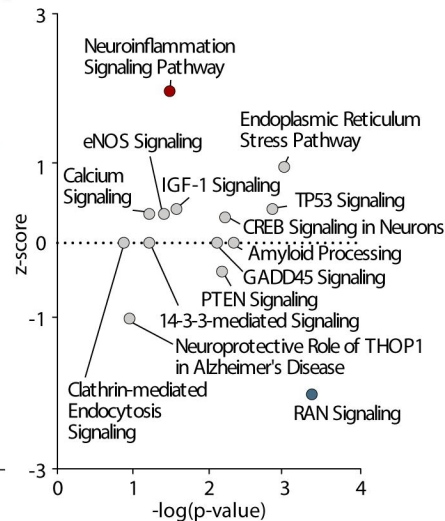 3
Neuroinflammation
Signaling Pathway
Endoplasmic Reticulum
Stress Pathway
eNOS Signaling
1
Calcium
Signaling
IGF-1 Signaling
TP53 Signaling
CREB Signaling in Neurons
z-score
0
Amyloid Processing
GADD45 Signaling
PTEN Signaling
-1
14-3-3-mediated Signaling
Neuroprotective Role of THOP1
in Alzheimer's Disease
Clathrin-mediated
Endocytosis
Signaling
RAN Signaling
-3
0 1 2 3 4
-log(p-value)